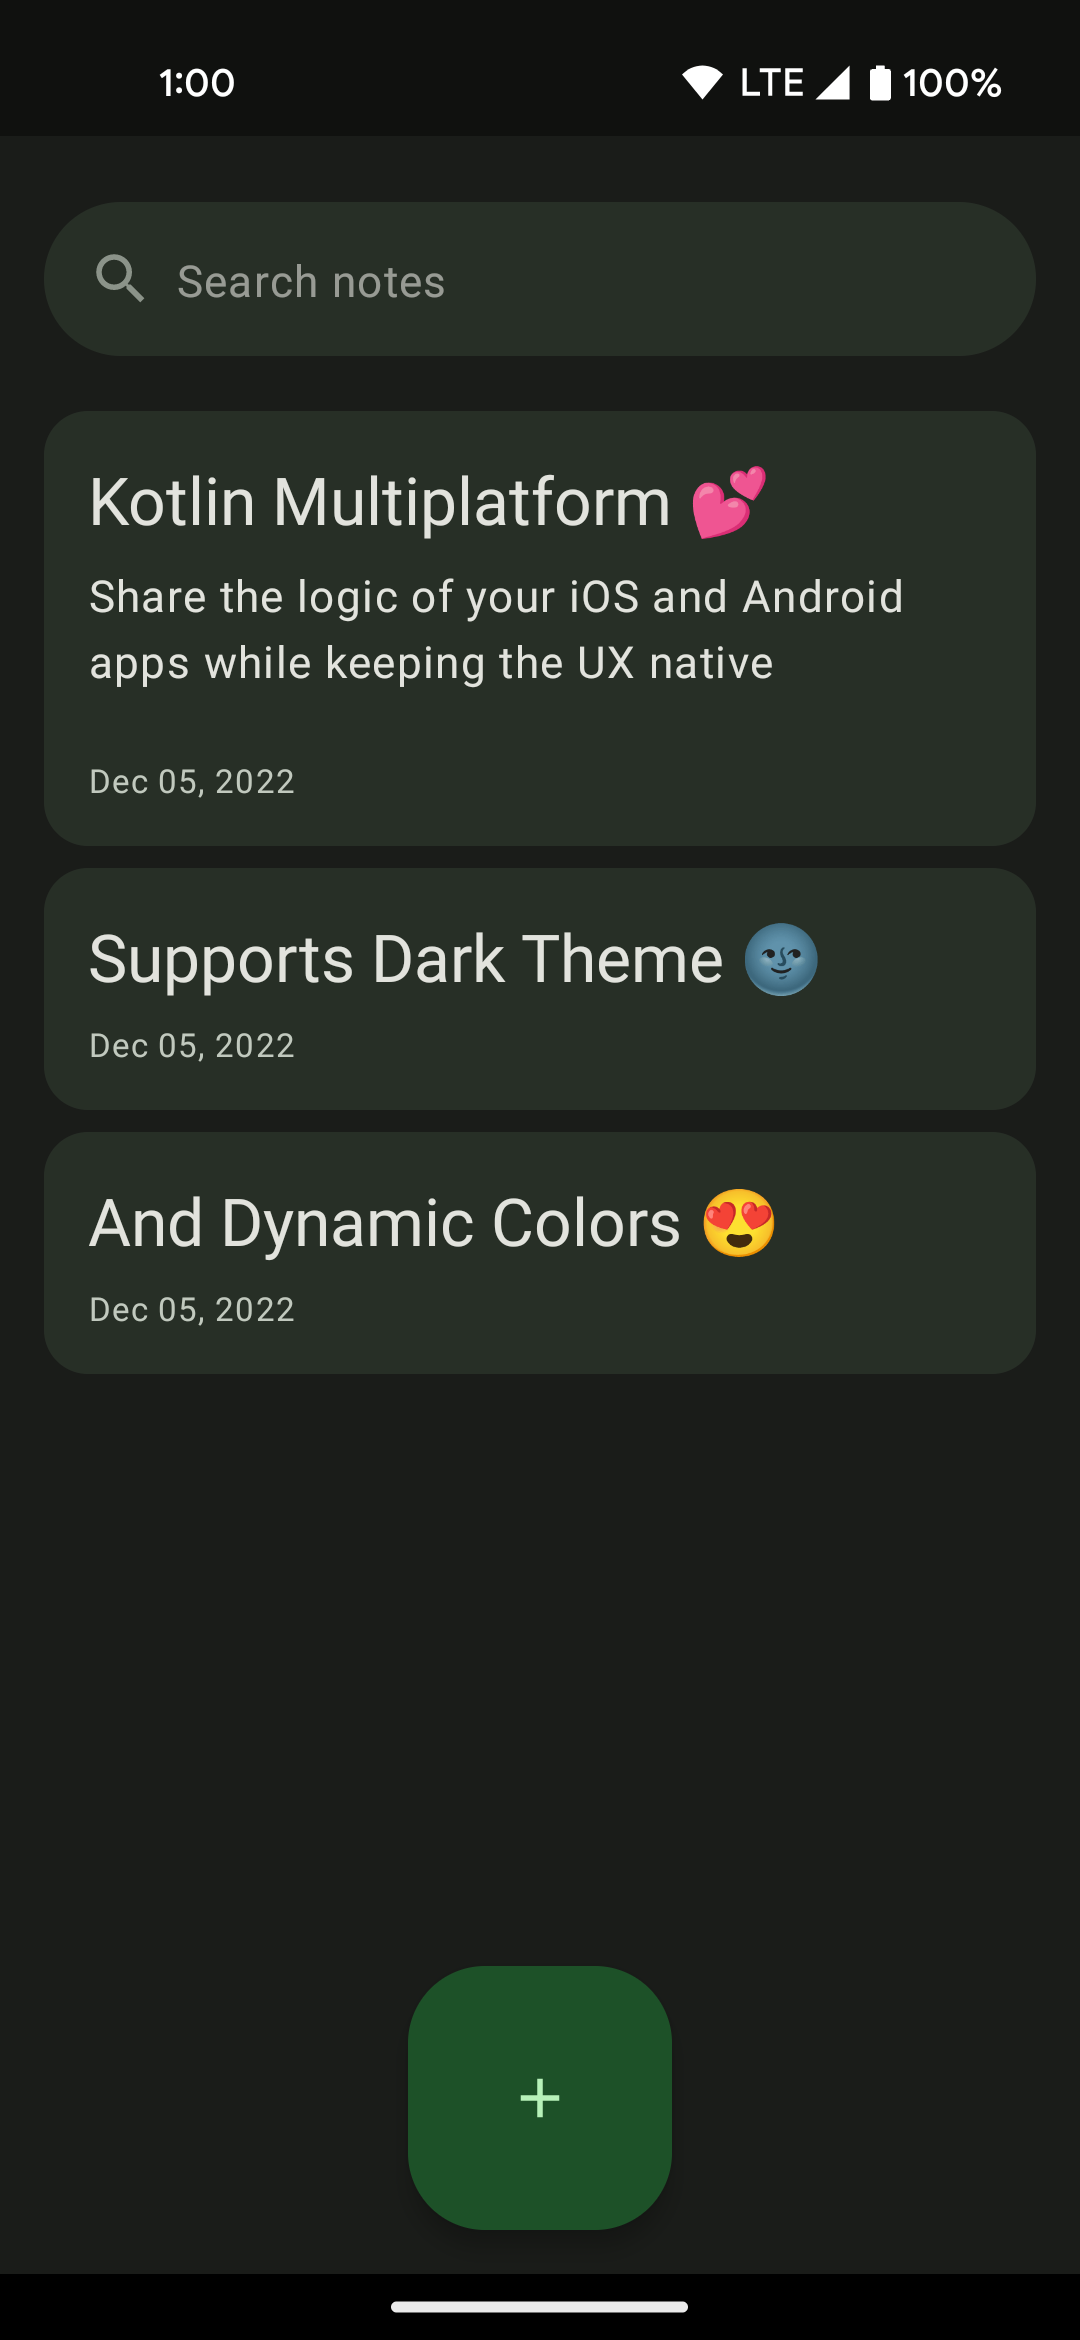 1:00 LTE 100%
Search notes
Kotlin Multiplatform 💕
Share the logic of your iOS and Android
apps while keeping the UX native
Dec 05, 2022
Supports Dark Theme 🌚
Dec 05, 2022
And Dynamic Colors 😍
Dec 05, 2022
+